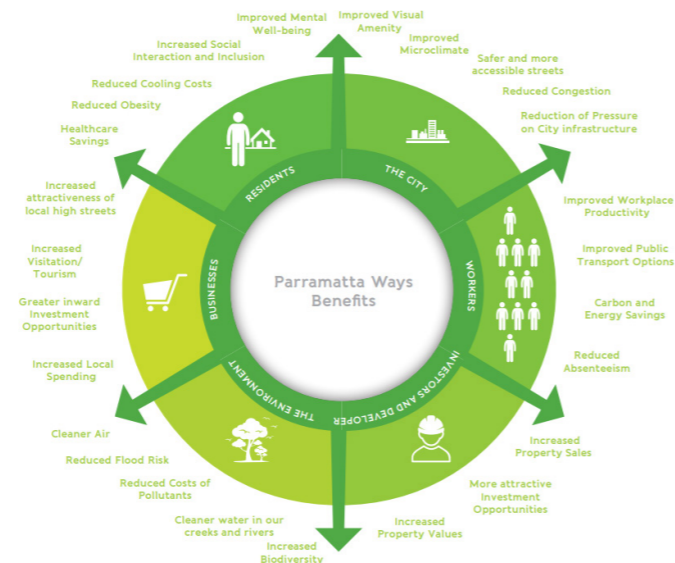 Improved Mental
Well-being
Improved Visual
Amenity
Improved
Microclimate
Safer and more
accessible streets
Reduced Congestion
Reduction of Pressure
on City infrastructure
Increased Social
Interaction and Inclusion
Reduced Cooling Costs
Reduced Obesity
Healthcare
Savings
RESIDENTS
THE CITY
Increased
attractiveness of
local high streets
Increased
Visitation/
Tourism
Greater inward
Investment
Opportunities
Increased Local
Spending
BUSINESSES
Parramatta Ways
Benefits
WORKERS
Improved Workplace
Productivity
Improved Public
Transport Options
Carbon and
Energy Savings
Reduced
Absenteeism
THE ENVIRONMENT
INVESTORS AND DEVELOPER
Cleaner Air
Reduced Flood Risk
Reduced Costs of
Pollutants
Cleaner water in our
creeks and rivers
Increased
Biodiversity
Increased
Property Sales
More attractive
Investment
Opportunities
Increased
Property Values